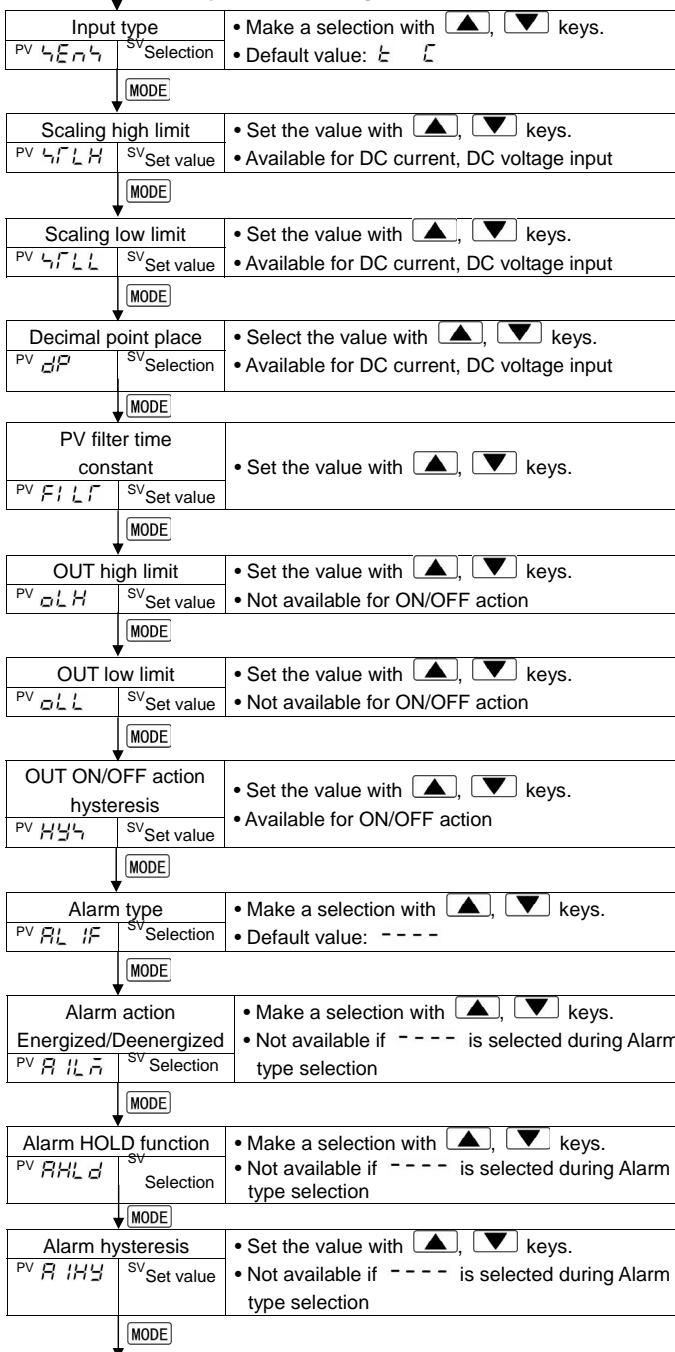 Input type
PV SEnS SV Selection
• Make a selection with ▲, ▼ keys.
• Default value: E C
MODE
Scaling high limit
PV SfLH SV Set value
• Set the value with ▲, ▼ keys.
• Available for DC current, DC voltage input
MODE
Scaling low limit
PV SfLL SV Set value
• Set the value with ▲, ▼ keys.
• Available for DC current, DC voltage input
MODE
Decimal point place
PV dP SV Selection
• Select the value with ▲, ▼ keys.
• Available for DC current, DC voltage input
MODE
PV filter time
constant
PV FILf SV Set value
• Set the value with ▲, ▼ keys.
MODE
OUT high limit
PV oLH SV Set value
• Set the value with ▲, ▼ keys.
• Not available for ON/OFF action
MODE
OUT low limit
PV oLL SV Set value
• Set the value with ▲, ▼ keys.
• Not available for ON/OFF action
MODE
OUT ON/OFF action
hysteresis
PV HYS SV Set value
• Set the value with ▲, ▼ keys.
• Available for ON/OFF action
MODE
Alarm type
PV AL1F SV Selection
• Make a selection with ▲, ▼ keys.
• Default value: ----
MODE
Alarm action
Energized/Deenergized
PV A1Lm SV Selection
• Make a selection with ▲, ▼ keys.
• Not available if ---- is selected during Alarm
type selection
MODE
Alarm HOLD function
PV AHLd SV Selection
• Make a selection with ▲, ▼ keys.
• Not available if ---- is selected during Alarm
type selection
MODE
Alarm hysteresis
PV A1HY SV Set value
• Set the value with ▲, ▼ keys.
• Not available if ---- is selected during Alarm
type selection
MODE